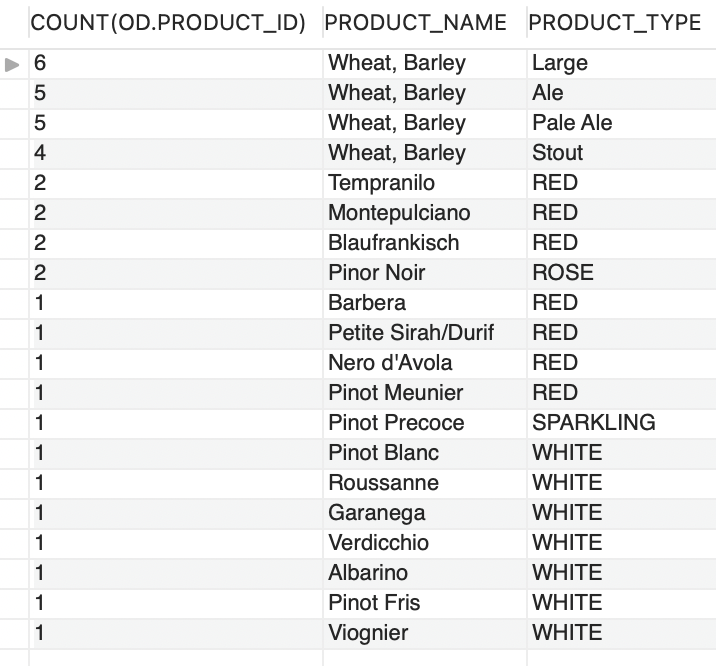 COUNT(OD.PRODUCT_ID) PRODUCT_NAME PRODUCT_TYPE
6 Wheat, Barley Large
5 Wheat, Barley Ale
5 Wheat, Barley Pale Ale
4 Wheat, Barley Stout
2 Tempranilo RED
2 Montepulciano RED
2 Blaufrankisch RED
2 Pinor Noir ROSE
1 Barbera RED
1 Petite Sirah/Durif RED
1 Nero d'Avola RED
1 Pinot Meunier RED
1 Pinot Precoce SPARKLING
1 Pinot Blanc WHITE
1 Roussanne WHITE
1 Garanega WHITE
1 Verdicchio WHITE
1 Albarino WHITE
1 Pinot Fris WHITE
1 Viognier WHITE